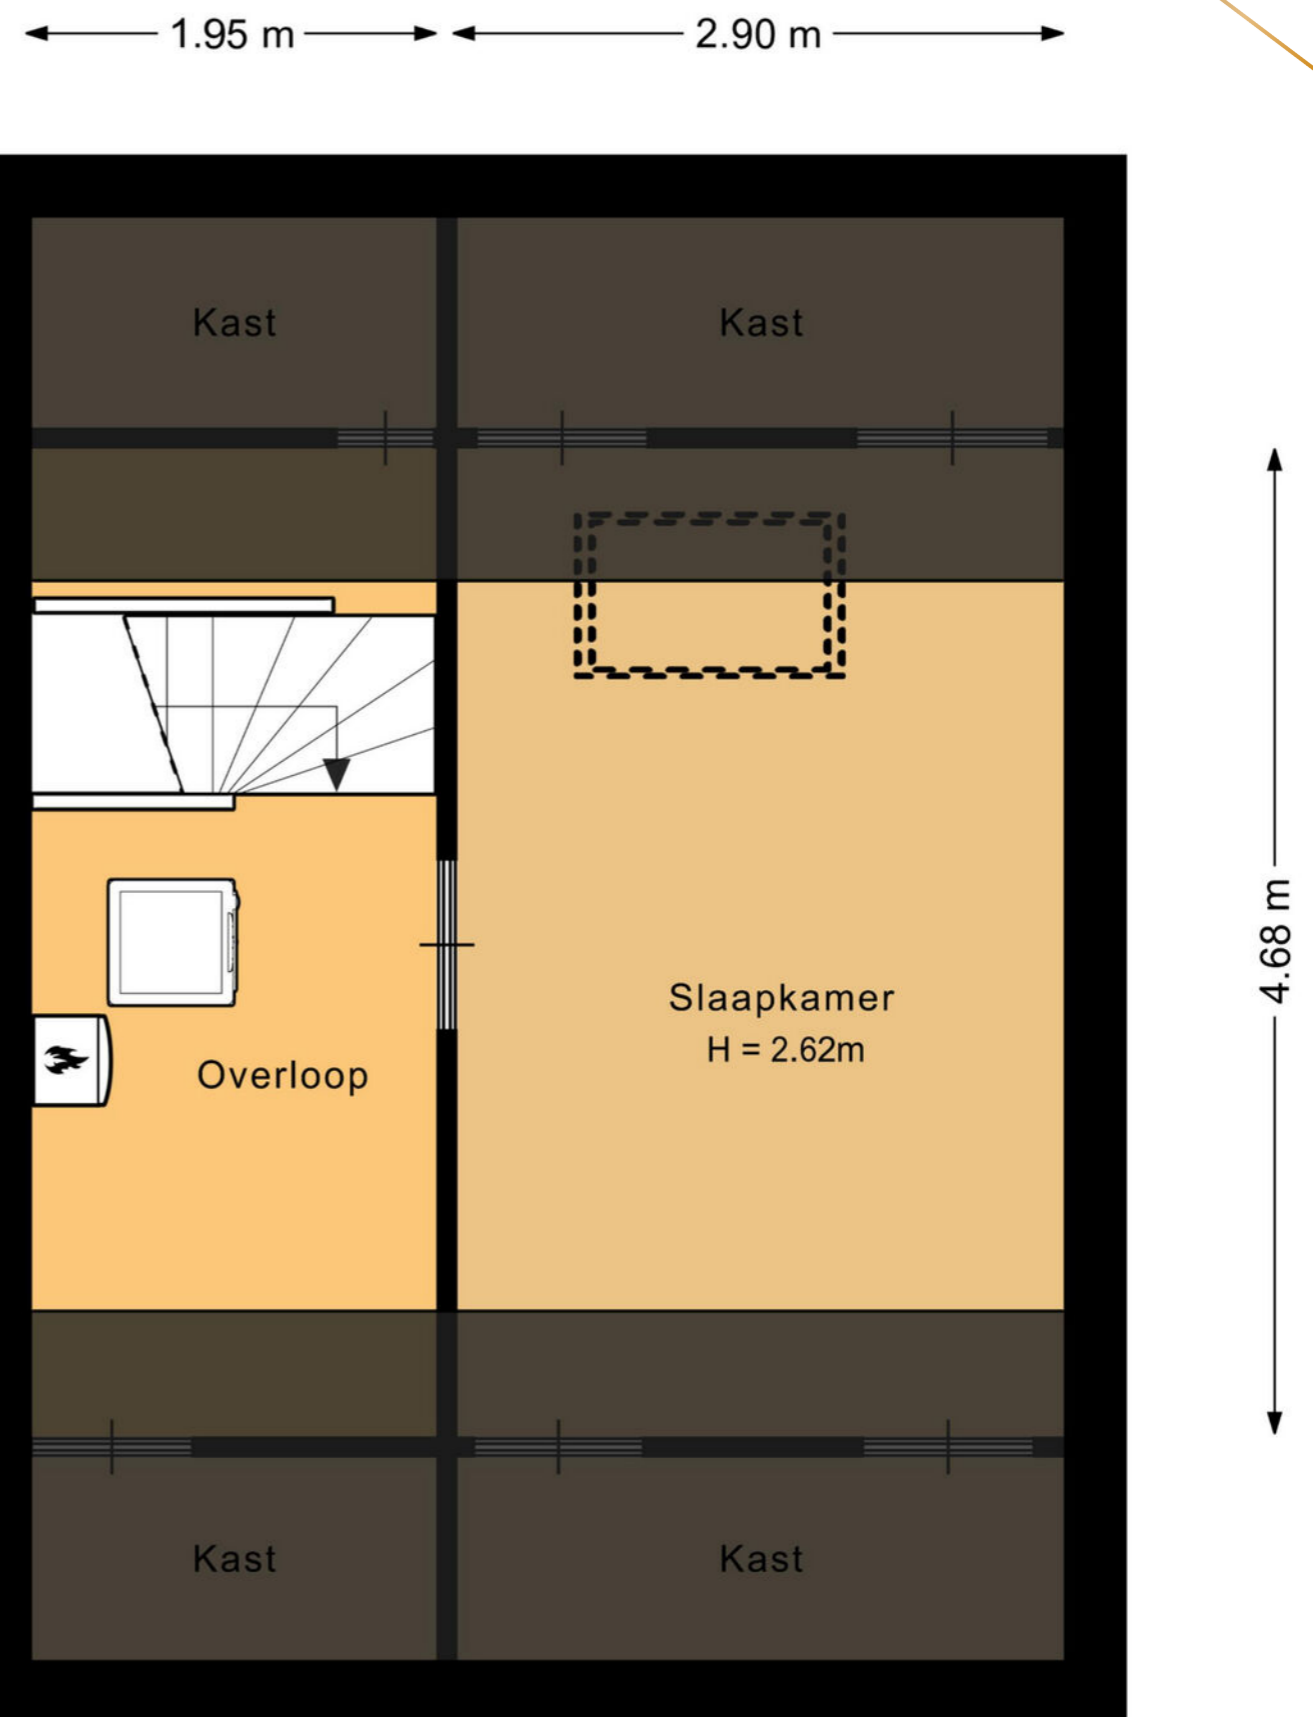 1.95 m
2.90 m
Kast
Kast
4.68 m
Slaapkamer
H = 2.62m
Overloop
Kast
Kast